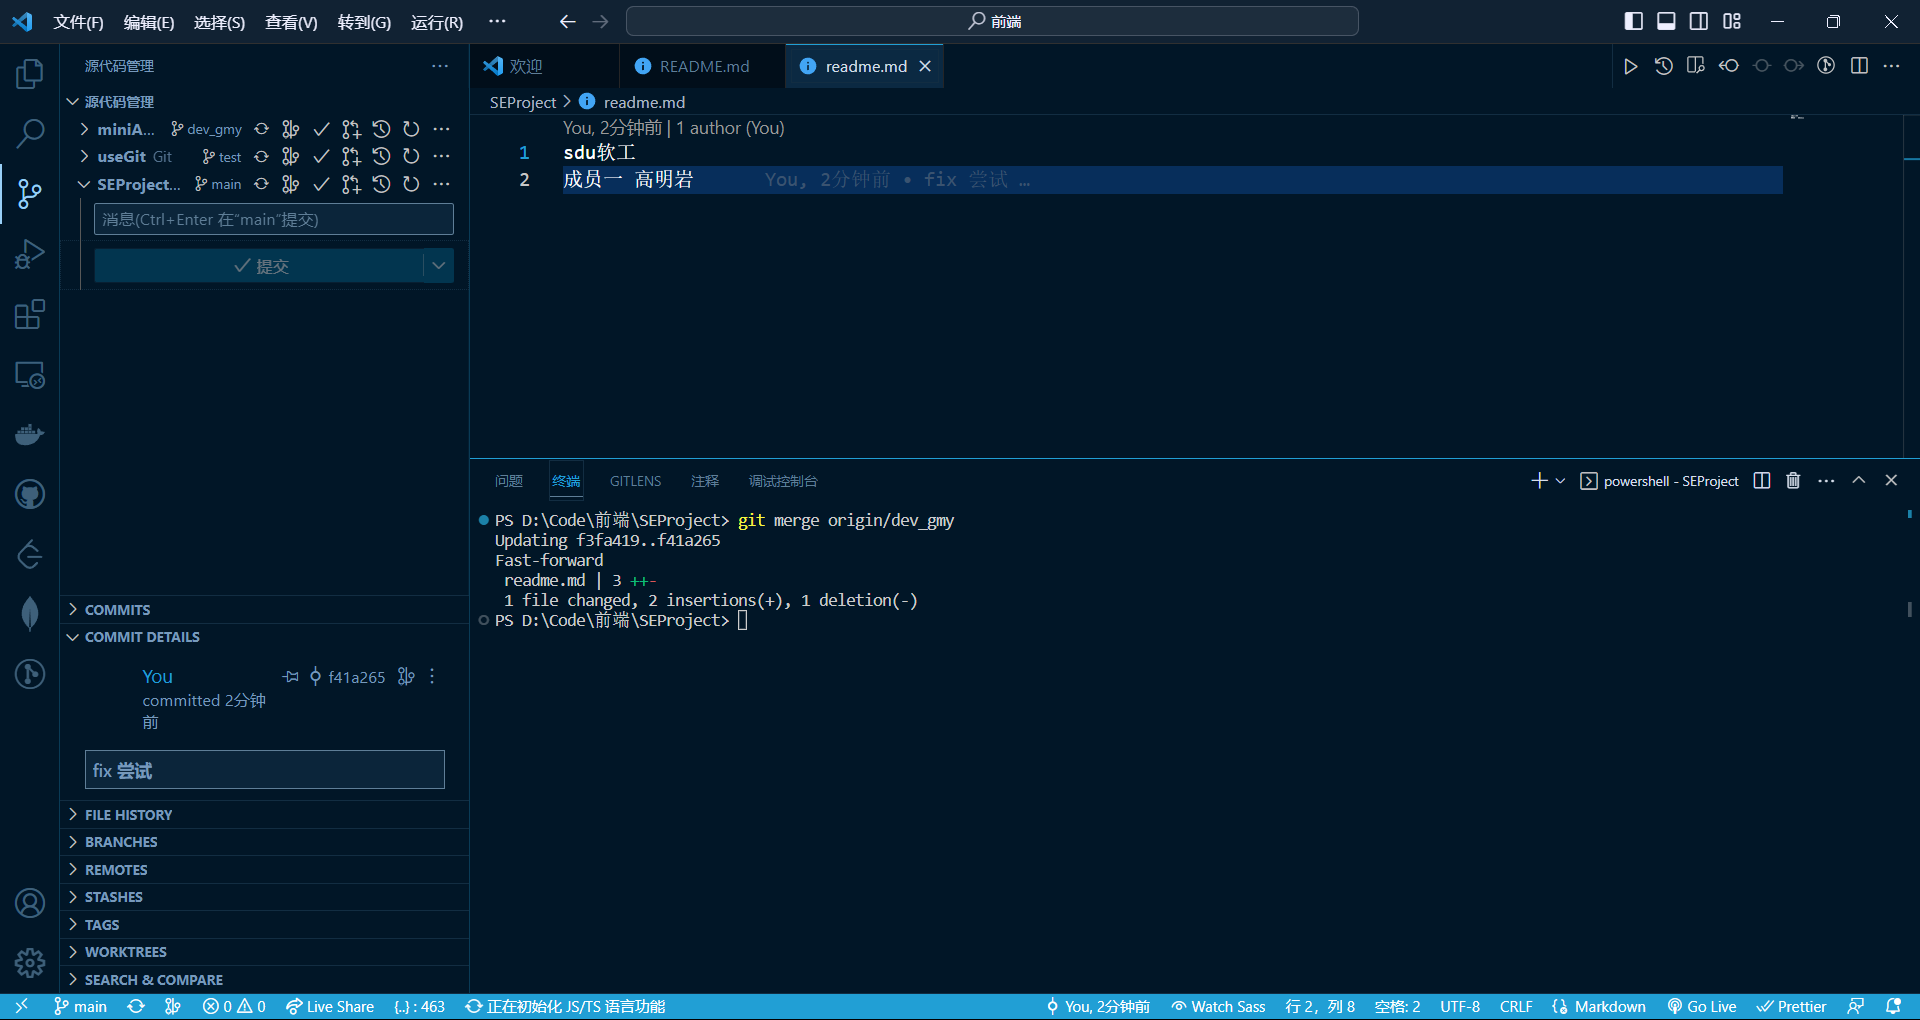 文件(F) 编辑(E) 选择(S) 查看(V) 转到(G) 运行(R) ··· 前端
源代码管理 ···
源代码管理
miniA... dev_gmy ···
useGit Git test ···
SEProject... main ···
消息(Ctrl+Enter 在"main"提交)
提交
COMMITS
COMMIT DETAILS
You f41a265
committed 2分钟
前
fix 尝试
FILE HISTORY
BRANCHES
REMOTES
STASHES
TAGS
WORKTREES
SEARCH & COMPARE
欢迎 README.md readme.md
SEProject > readme.md
You, 2分钟前 | 1 author (You)
1 sdu软工
2 成员一 高明岩 You, 2分钟前 • fix 尝试 …
问题 终端 GITLENS 注释 调试控制台 powershell - SEProject
PS D:\Code\前端\SEProject> git merge origin/dev_gmy
Updating f3fa419..f41a265
Fast-forward
readme.md | 3 ++-
1 file changed, 2 insertions(+), 1 deletion(-)
PS D:\Code\前端\SEProject>
main 0 0 Live Share {..} : 463 正在初始化 JS/TS 语言功能 You, 2分钟前 Watch Sass 行 2，列 8 空格: 2 UTF-8 CRLF Markdown Go Live Prettier